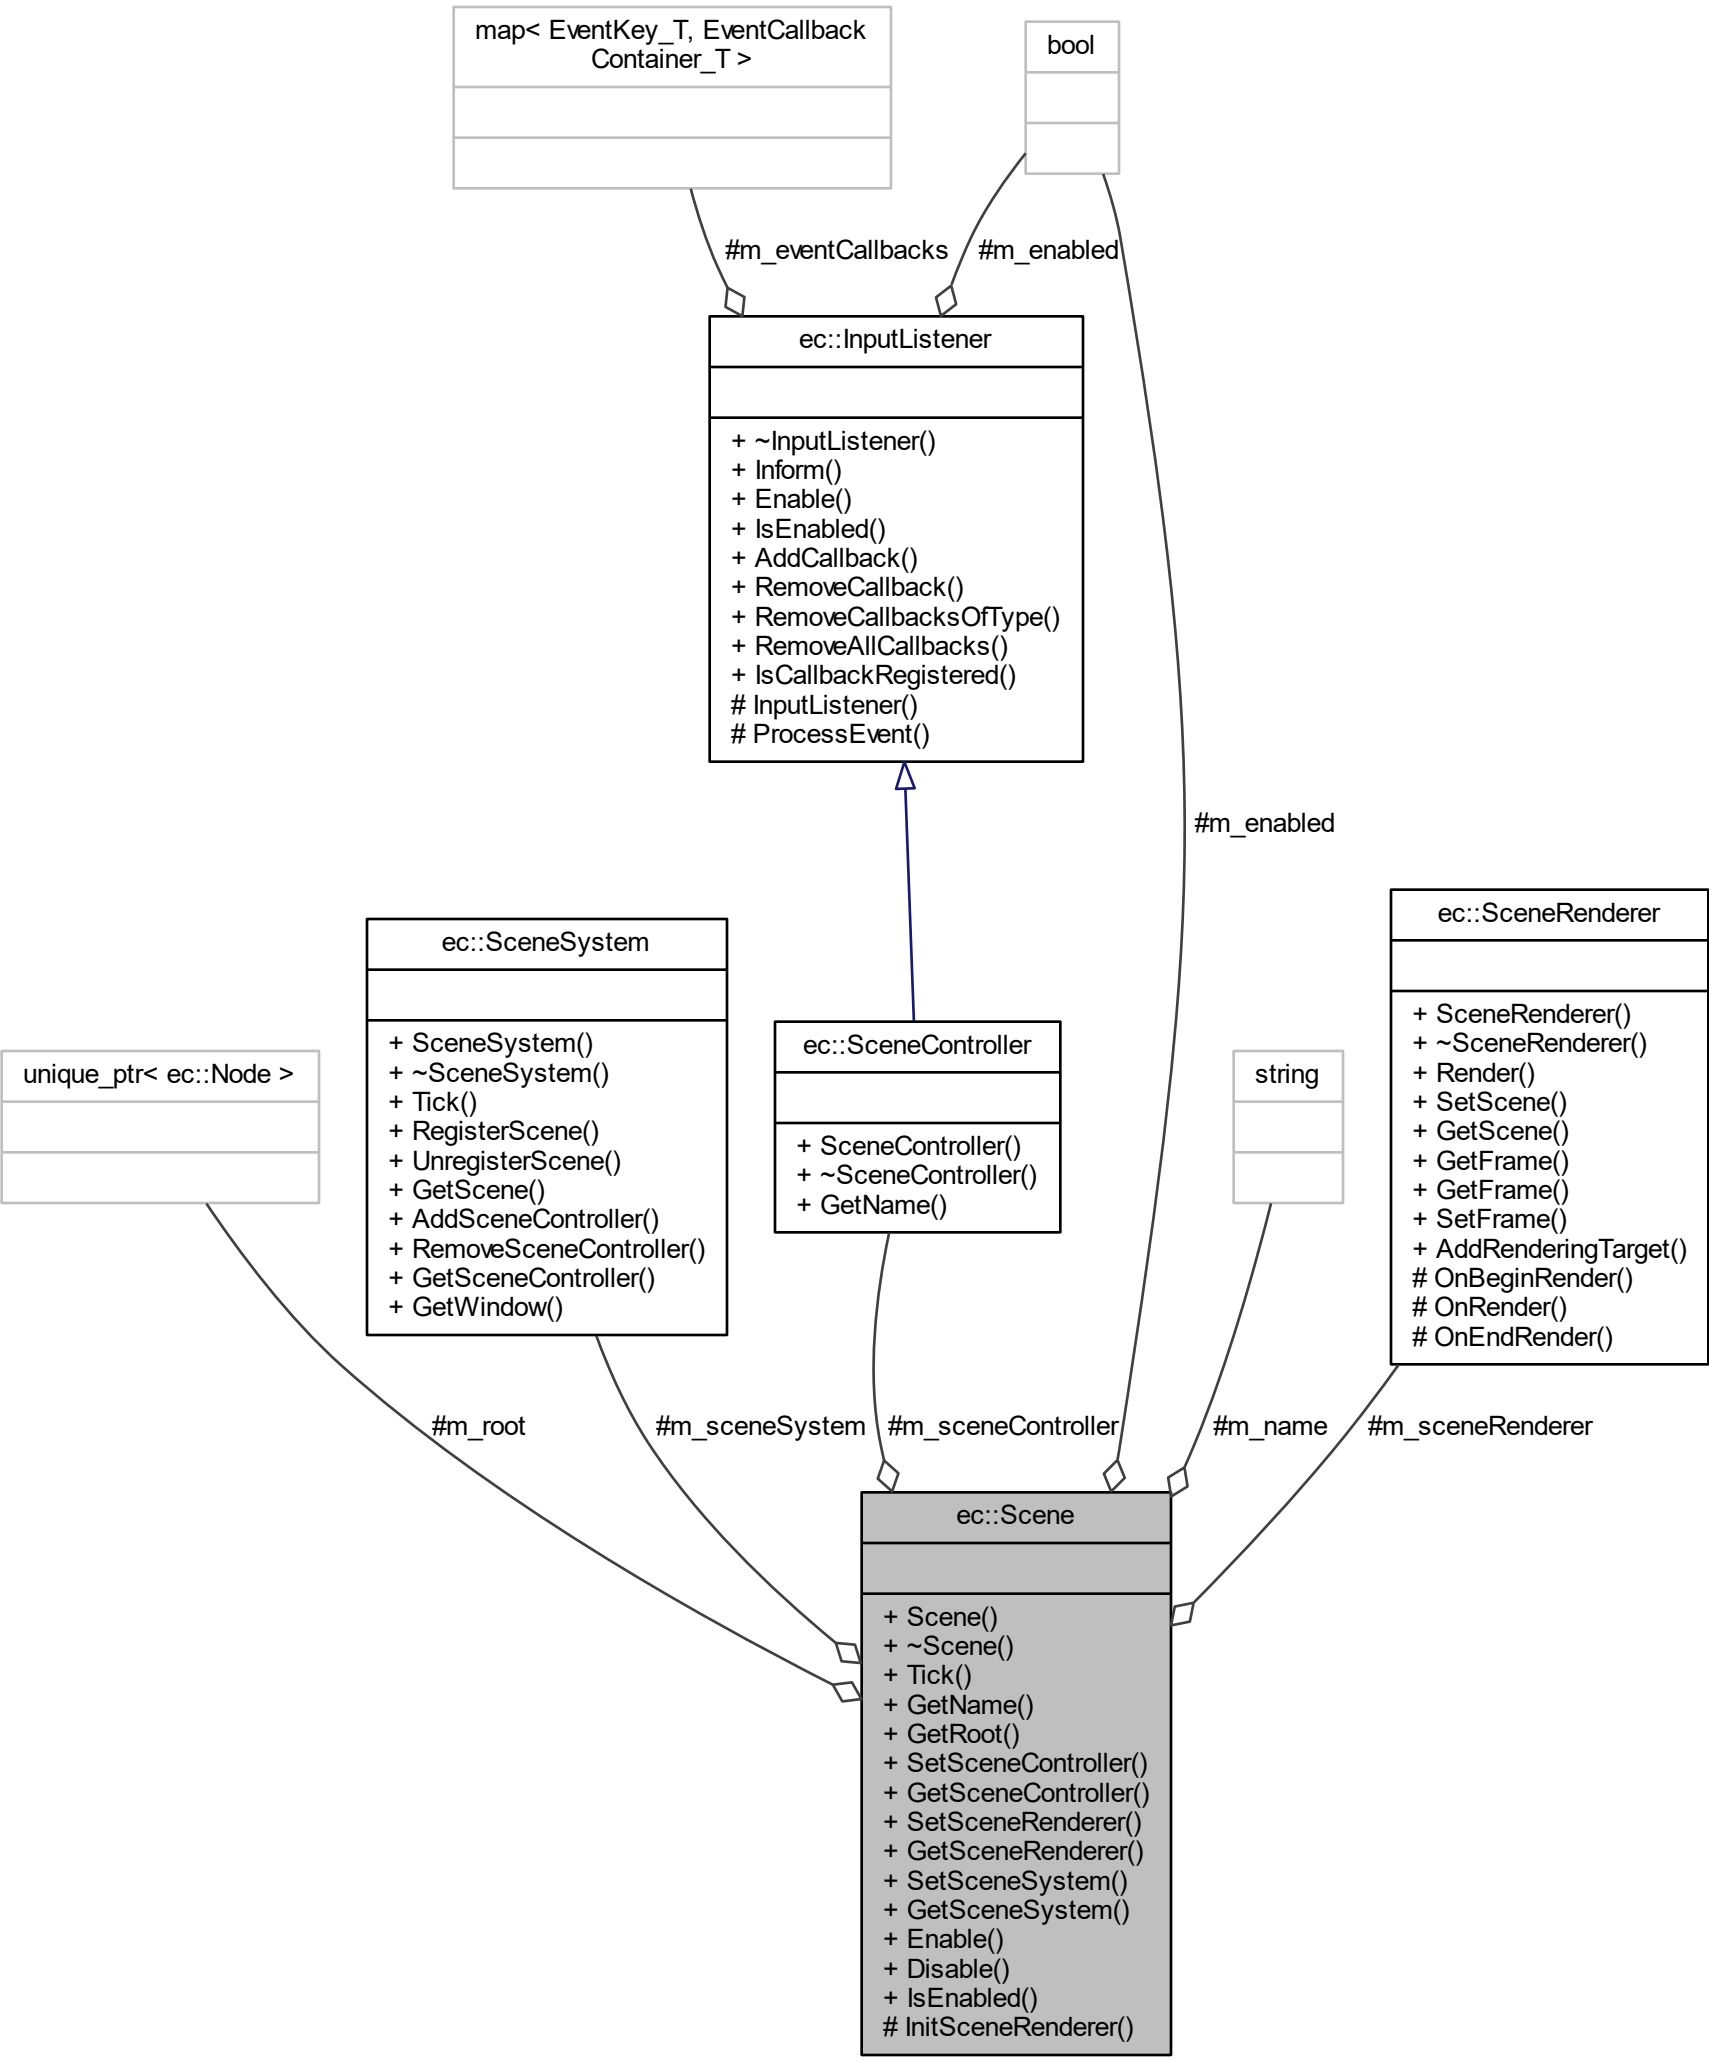 map< EventKey_T, EventCallback
Container_T >
bool
#m_eventCallbacks
#m_enabled
ec::InputListener
+ ~InputListener()
+ Inform()
+ Enable()
+ IsEnabled()
+ AddCallback()
+ RemoveCallback()
+ RemoveCallbacksOfType()
+ RemoveAllCallbacks()
+ IsCallbackRegistered()
# InputListener()
# ProcessEvent()
#m_enabled
ec::SceneSystem
+ SceneSystem()
+ ~SceneSystem()
+ Tick()
+ RegisterScene()
+ UnregisterScene()
+ GetScene()
+ AddSceneController()
+ RemoveSceneController()
+ GetSceneController()
+ GetWindow()
unique_ptr< ec::Node >
ec::SceneController
+ SceneController()
+ ~SceneController()
+ GetName()
string
ec::SceneRenderer
+ SceneRenderer()
+ ~SceneRenderer()
+ Render()
+ SetScene()
+ GetScene()
+ GetFrame()
+ GetFrame()
+ SetFrame()
+ AddRenderingTarget()
# OnBeginRender()
# OnRender()
# OnEndRender()
#m_root
#m_sceneSystem
#m_sceneController
#m_name
#m_sceneRenderer
ec::Scene
+ Scene()
+ ~Scene()
+ Tick()
+ GetName()
+ GetRoot()
+ SetSceneController()
+ GetSceneController()
+ SetSceneRenderer()
+ GetSceneRenderer()
+ SetSceneSystem()
+ GetSceneSystem()
+ Enable()
+ Disable()
+ IsEnabled()
# InitSceneRenderer()